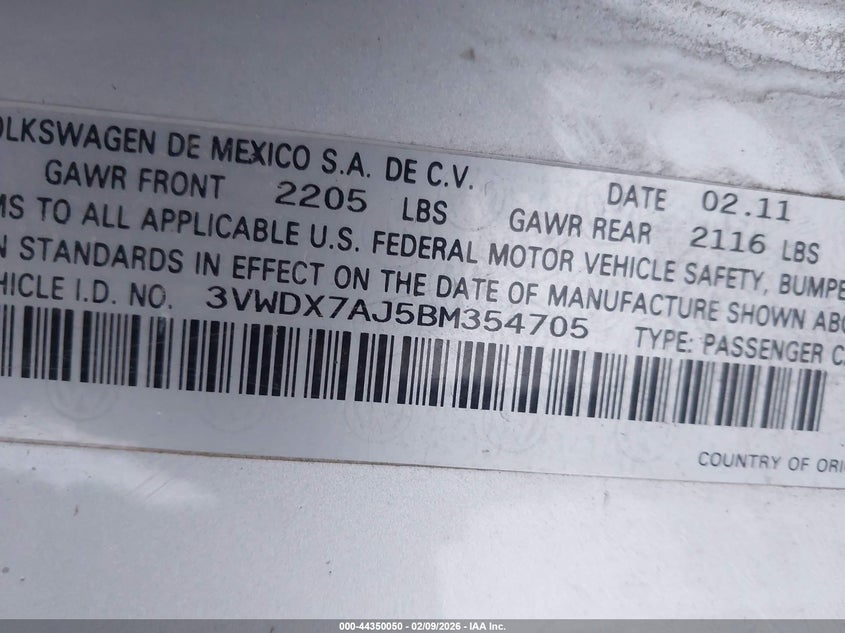 OLKSWAGEN DE MEXICO S.A. DE C.V. DATE 02.11
GAWR FRONT 2205 LBS GAWR REAR 2116 LBS
MS TO ALL APPLICABLE U.S. FEDERAL MOTOR VEHICLE SAFETY, BUMPE
N STANDARDS IN EFFECT ON THE DATE OF MANUFACTURE SHOWN ABO
HICLE I.D. NO. 3VWDX7AJ5BM354705 TYPE: PASSENGER C
COUNTRY OF ORI
000-44350050 - 02/09/2026 - IAA Inc.